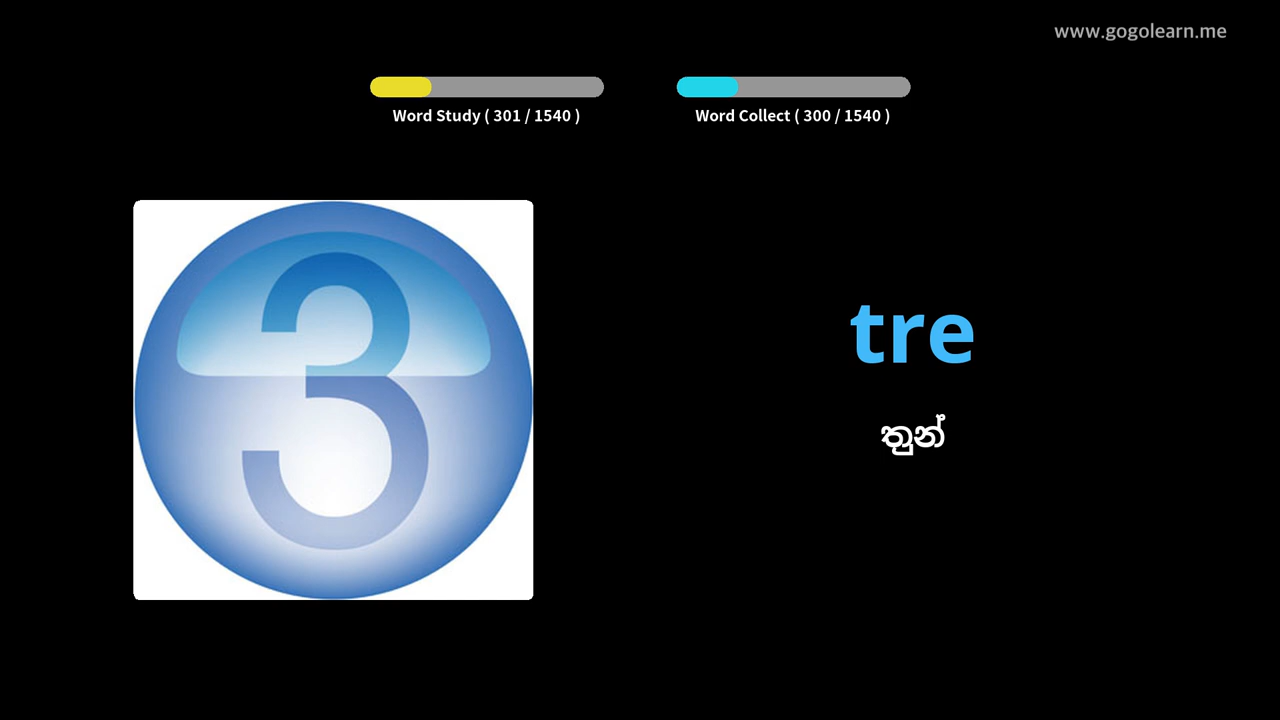 www.gogolearn.me
Word Study ( 301 / 1540 )
Word Collect ( 300 / 1540 )
3
tre
තුන්